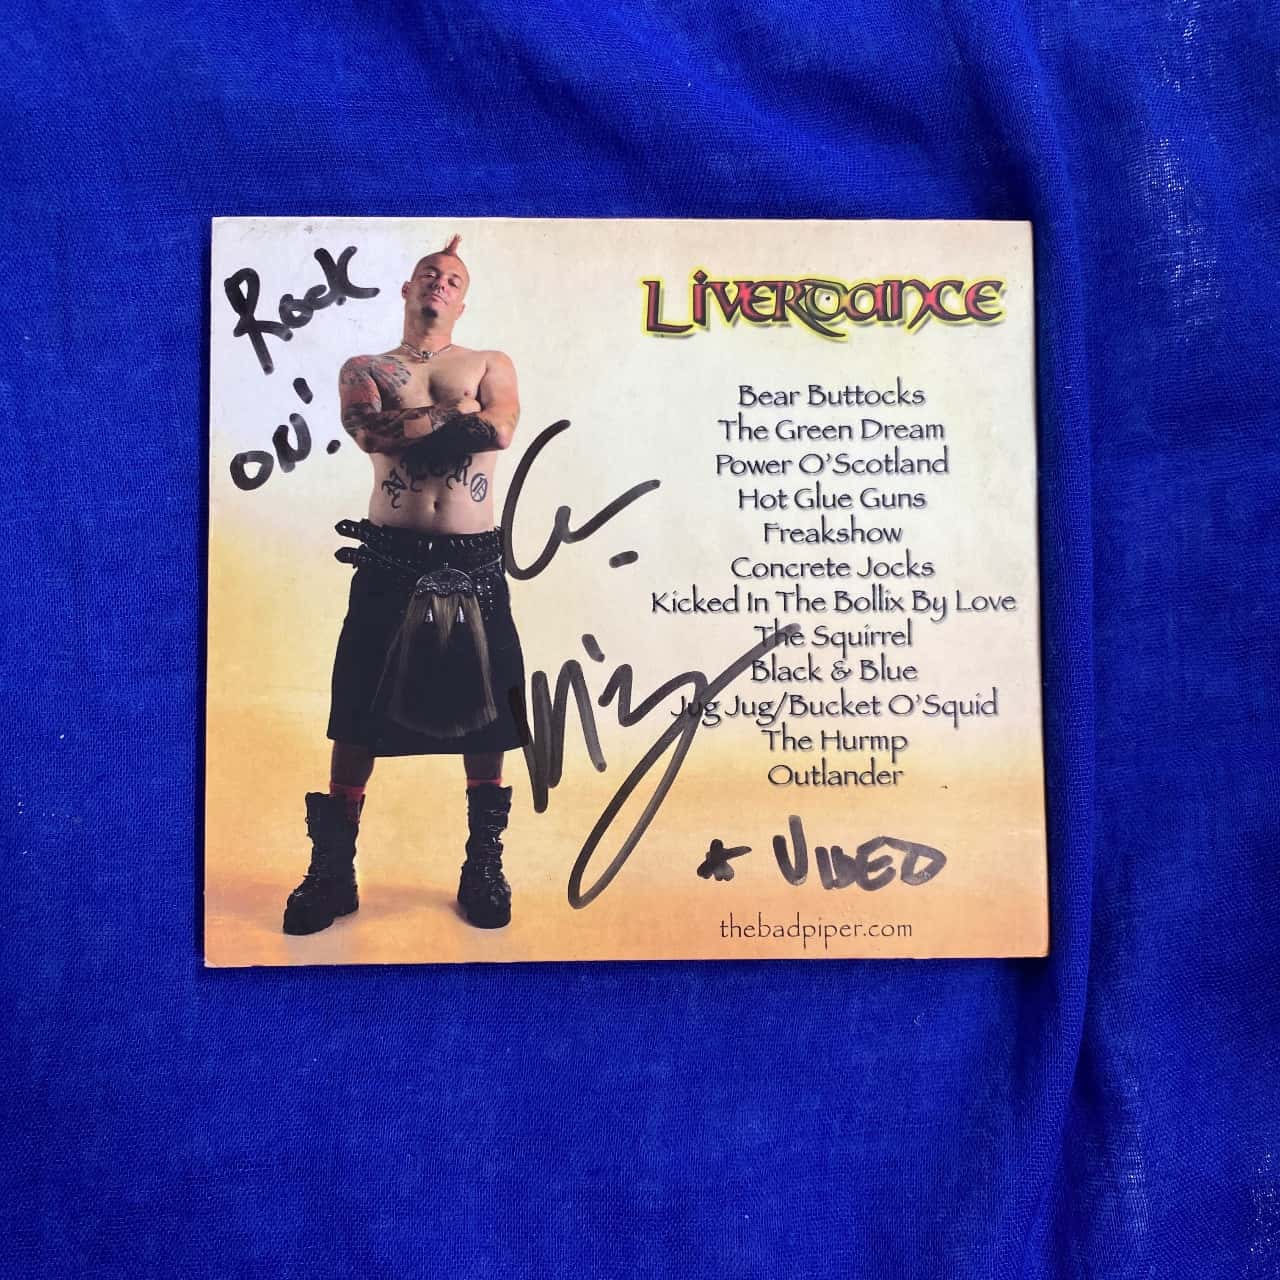 Rock
ON!
LIVERDANCE
Bear Buttocks
The Green Dream
Power O'Scotland
Hot Glue Guns
Freakshow
Concrete Jocks
Kicked In The Bollix By Love
The Squirrel
Black & Blue
Jug Jug/Bucket O'Squid
The Hurmp
Outlander
* VIDEO
thebadpiper.com